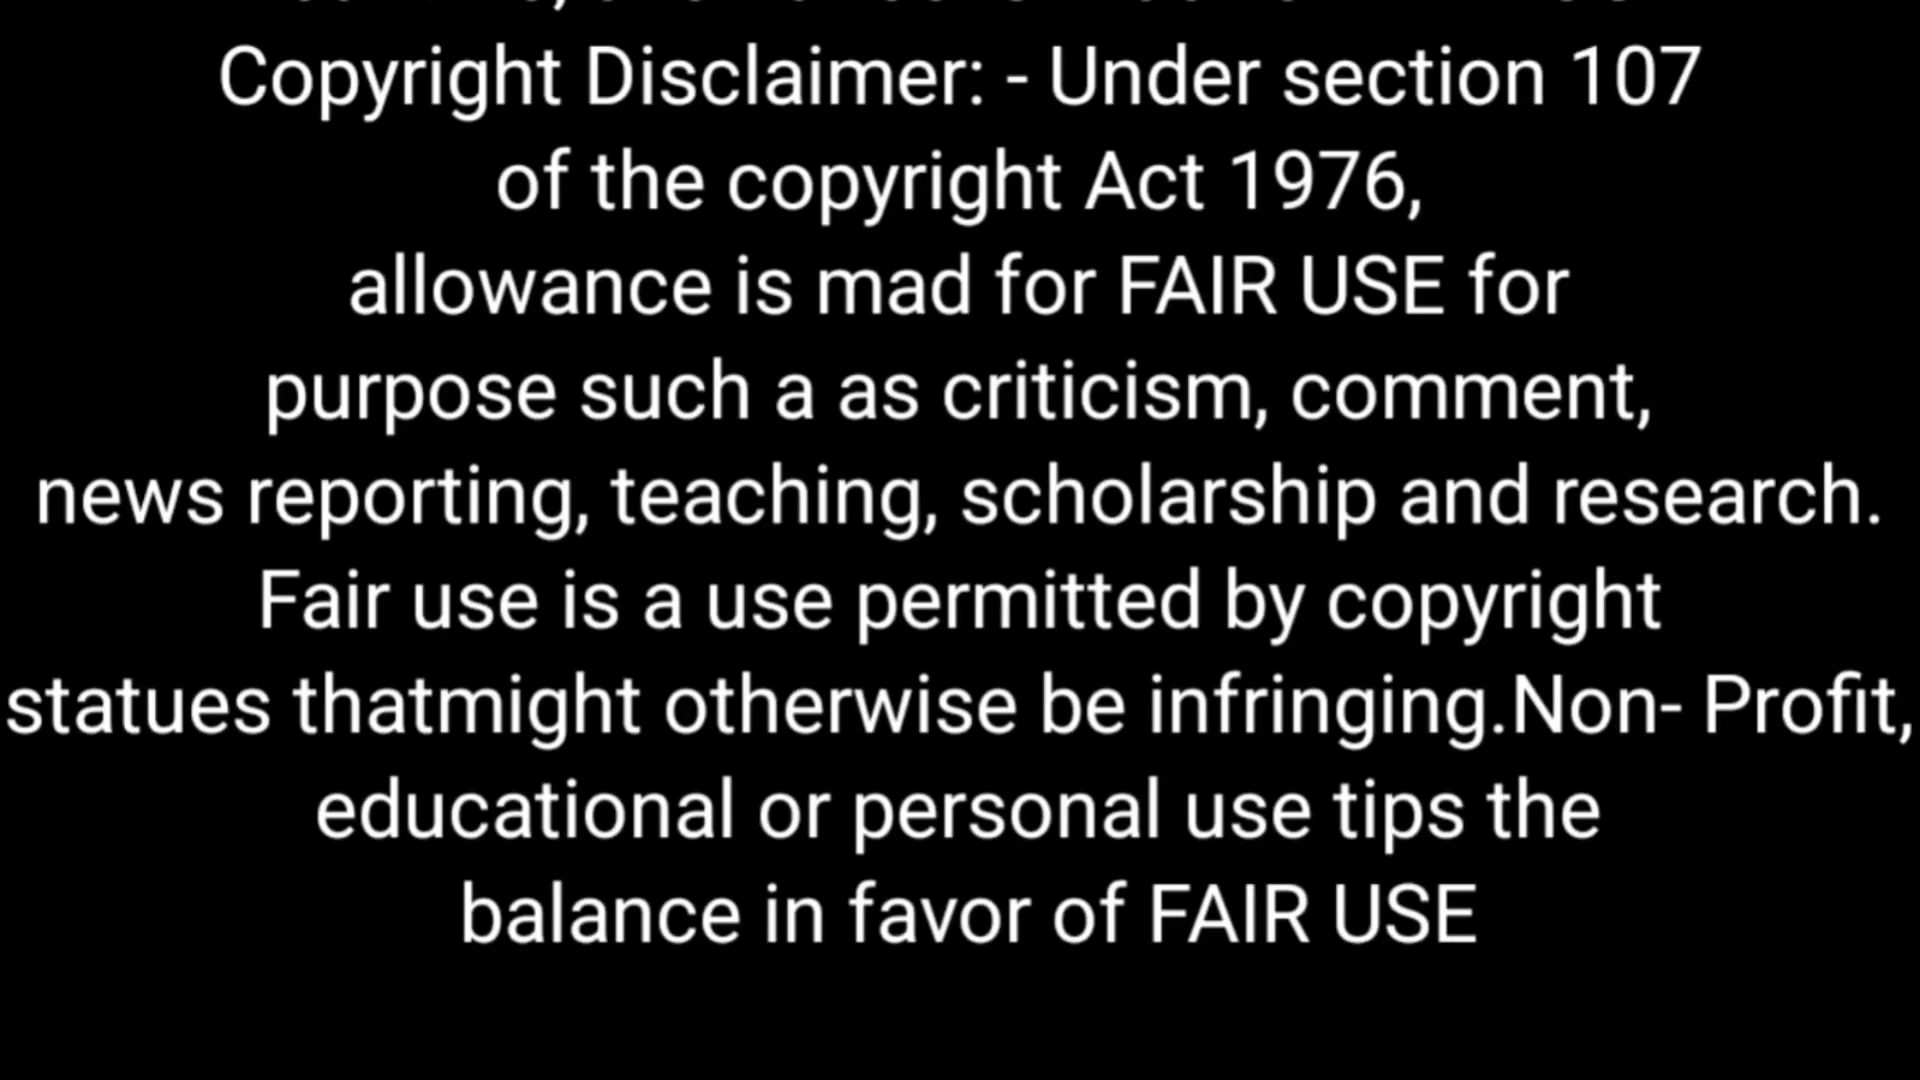 Copyright Disclaimer: - Under section 107
of the copyright Act 1976,
allowance is mad for FAIR USE for
purpose such a as criticism, comment,
news reporting, teaching, scholarship and research.
Fair use is a use permitted by copyright
statues thatmight otherwise be infringing.Non- Profit,
educational or personal use tips the
balance in favor of FAIR USE